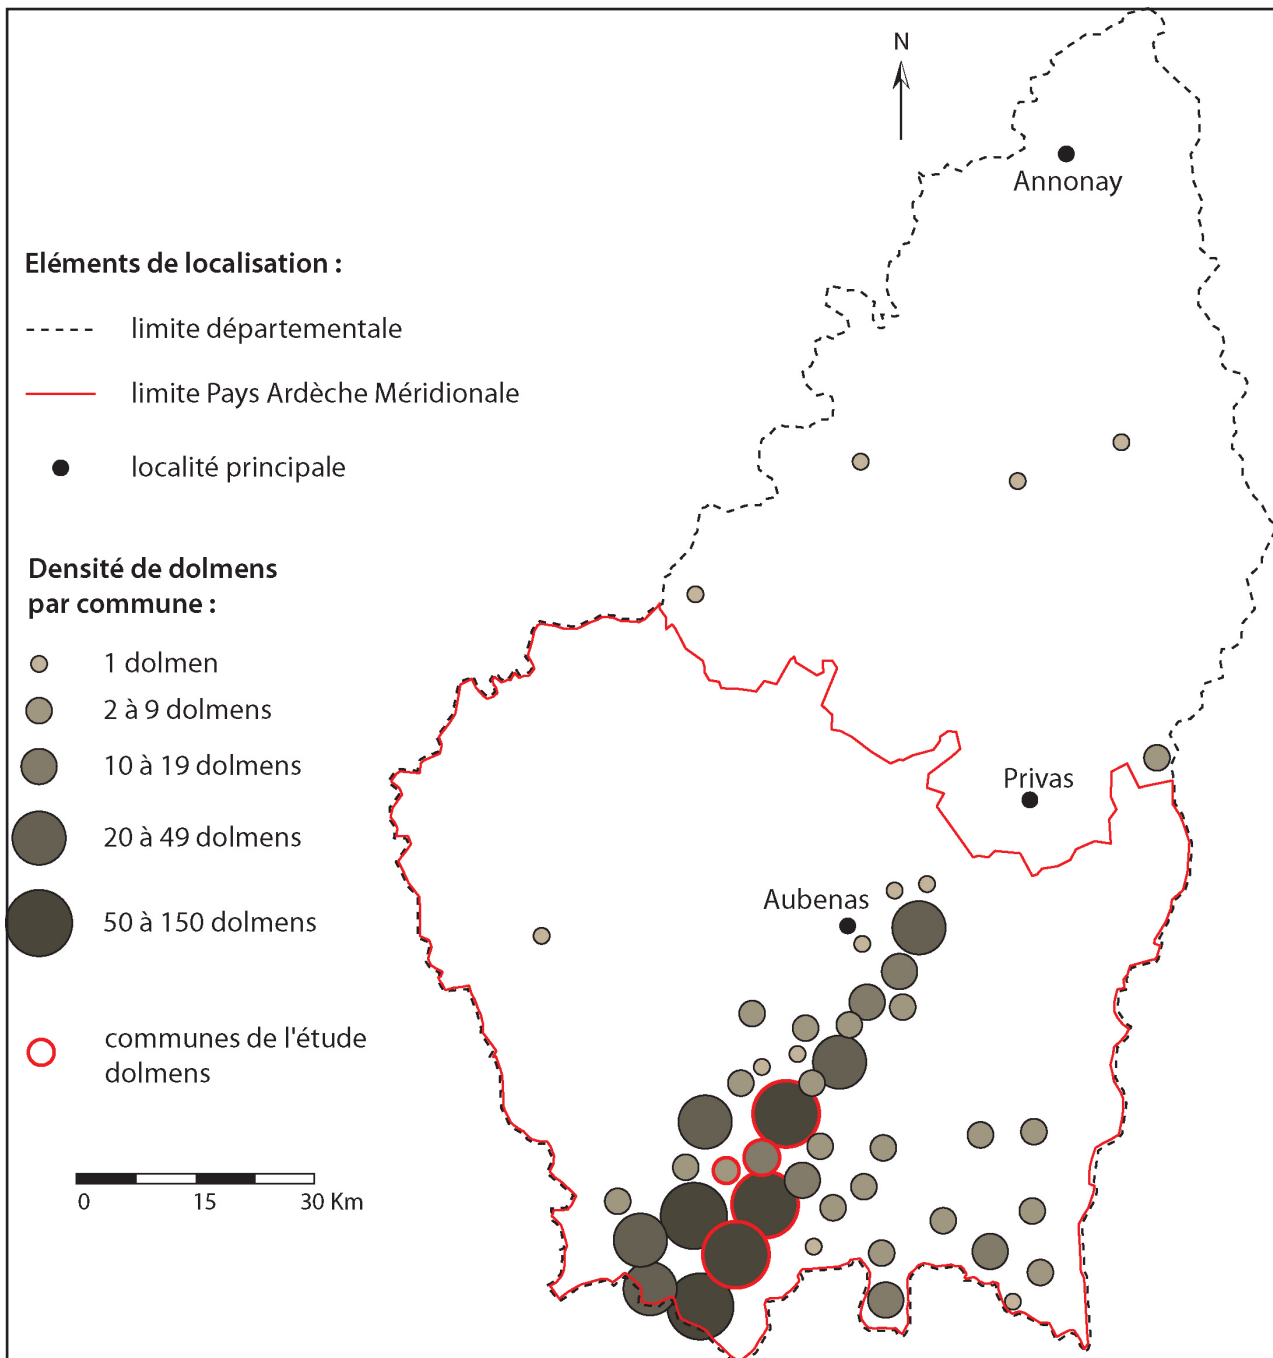 N
Annonay
Eléments de localisation :
limite départementale
limite Pays Ardèche Méridionale
localité principale
Densité de dolmens
par commune :
1 dolmen
2 à 9 dolmens
10 à 19 dolmens
20 à 49 dolmens
50 à 150 dolmens
communes de l'étude
dolmens
0 15 30 Km
Privas
Aubenas